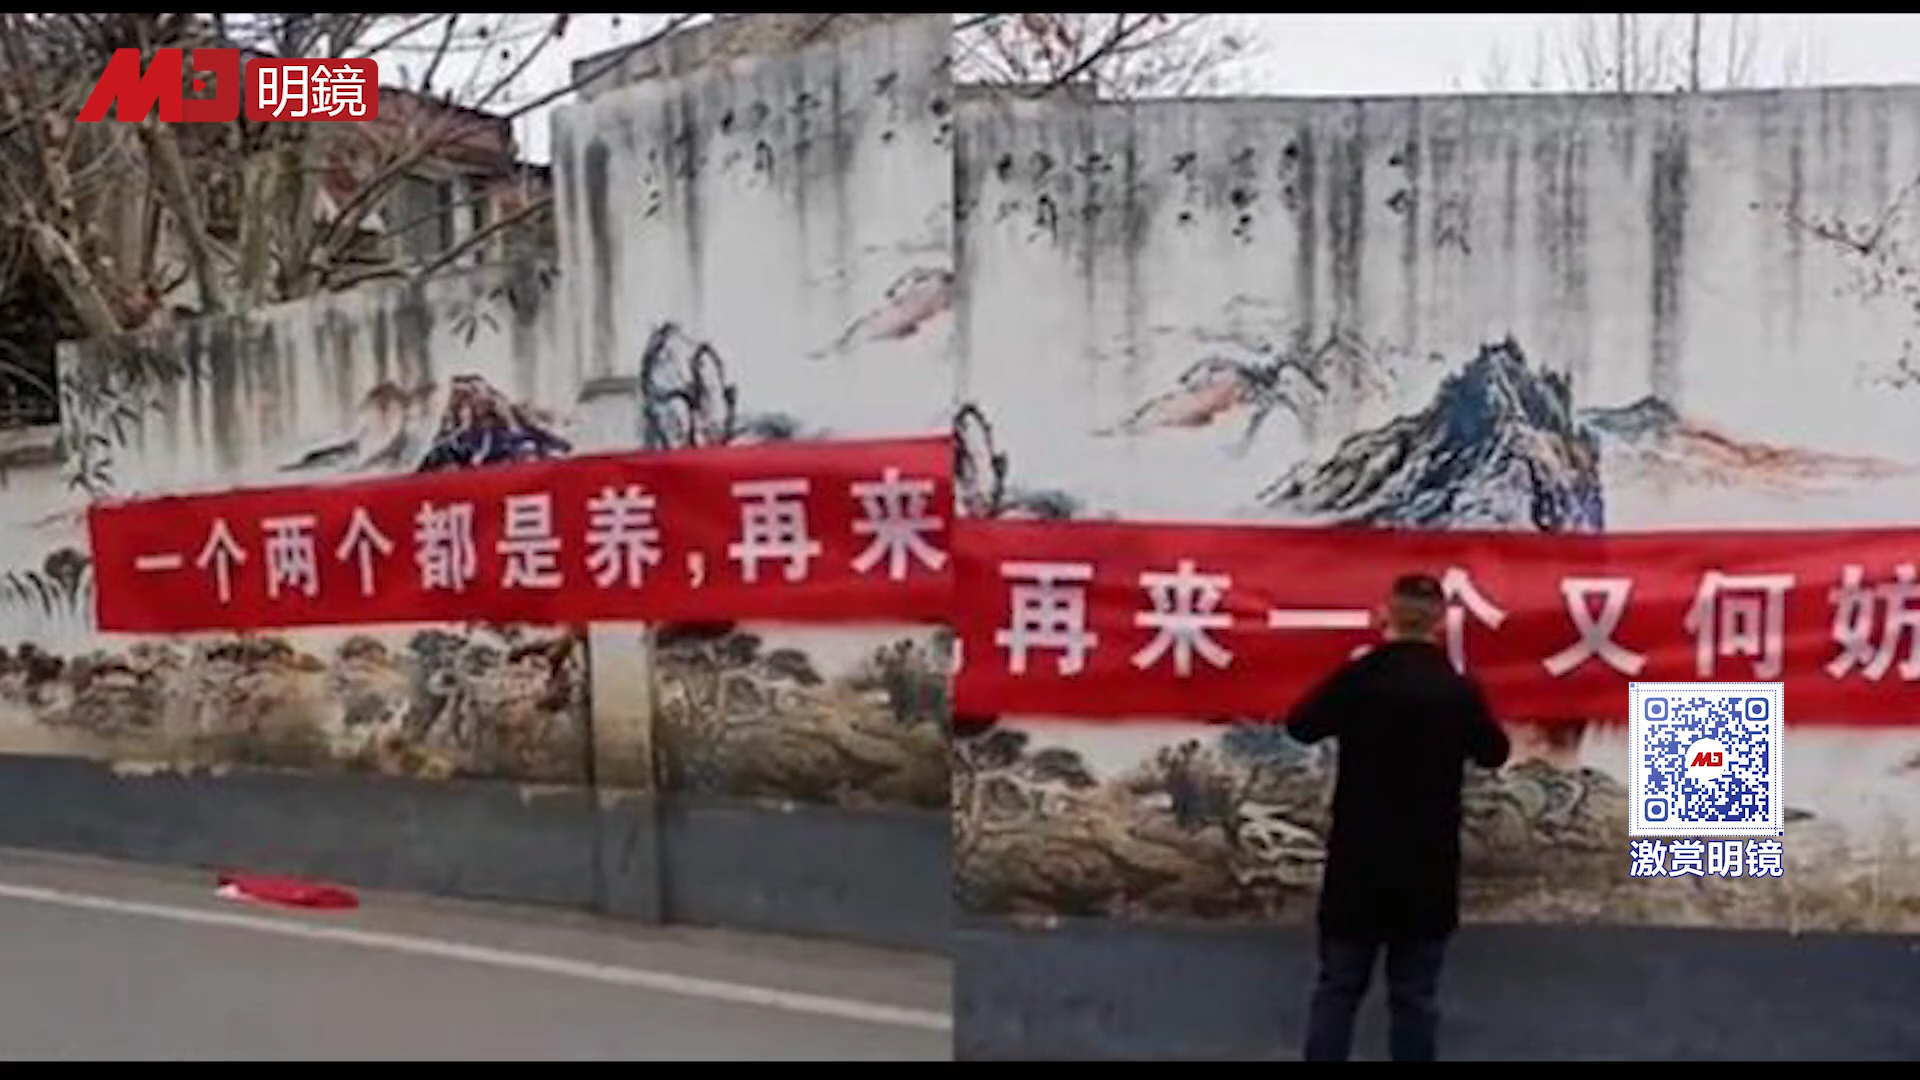 明鏡
一个两个都是养,再来
再来一个又何妨
激赏明镜